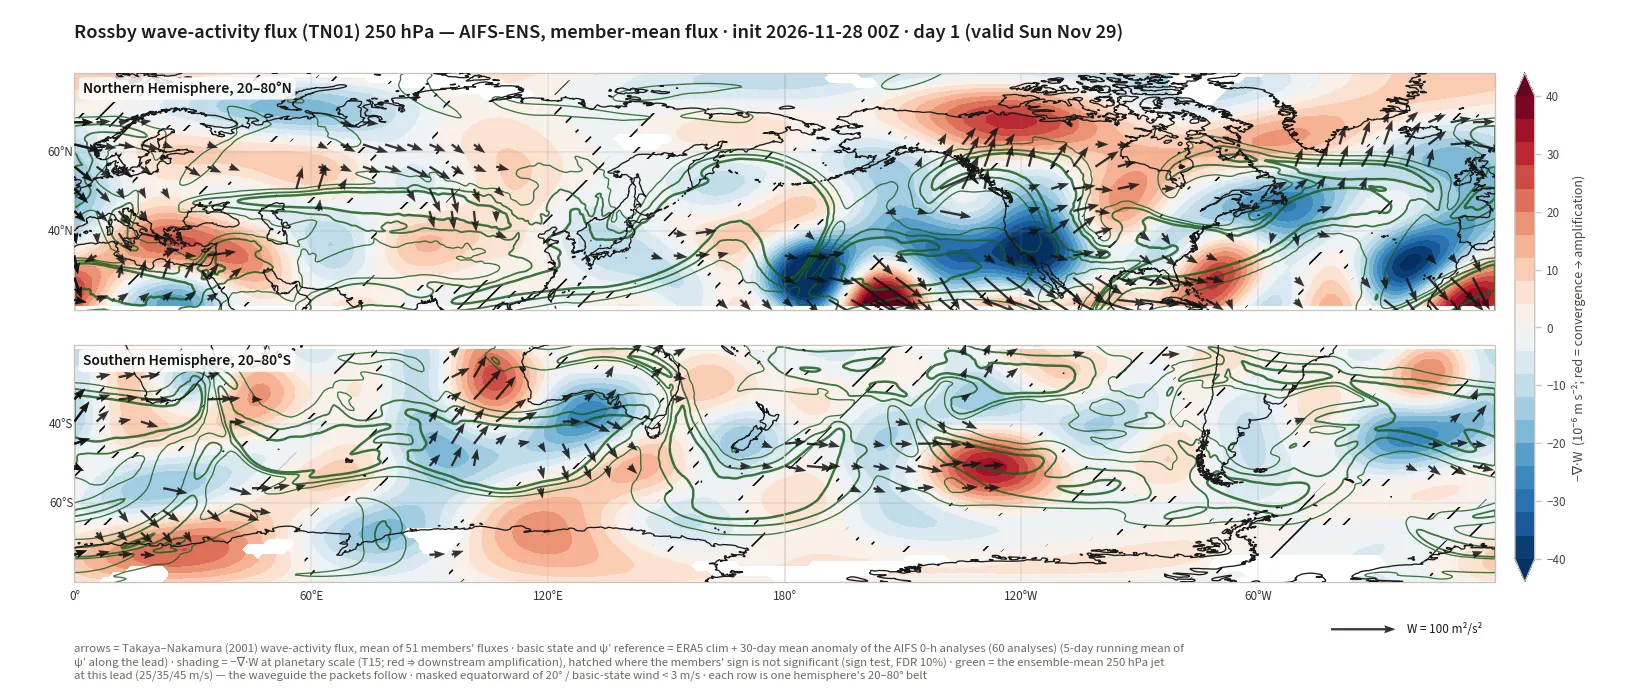 Rossby wave-activity flux (TN01) 250 hPa — AIFS-ENS, member-mean flux · init 2026-11-28 00Z · day 1 (valid Sun Nov 29)
Northern Hemisphere, 20–80°N
60°N
40°N
Southern Hemisphere, 20–80°S
40°S
60°S
0° 60°E 120°E 180° 120°W 60°W
40
30
20
10
0
−10
−20
−30
−40
−∇·W (10⁻⁶ m s⁻²; red = convergence → amplification)
W = 100 m²/s²
arrows = Takaya–Nakamura (2001) wave-activity flux, mean of 51 members' fluxes · basic state and ψ′ reference = ERA5 clim + 30-day mean anomaly of the AIFS 0-h analyses (60 analyses) (5-day running mean of
ψ′ along the lead) · shading = −∇·W at planetary scale (T15; red ⇒ downstream amplification), hatched where the members' sign is not significant (sign test, FDR 10%) · green = the ensemble-mean 250 hPa jet
at this lead (25/35/45 m/s) — the waveguide the packets follow · masked equatorward of 20° / basic-state wind < 3 m/s · each row is one hemisphere's 20–80° belt